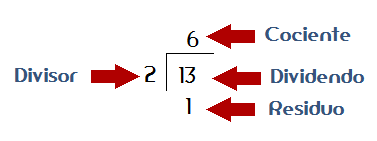 6 Cociente
Divisor 2 13 Dividendo
1 Residuo